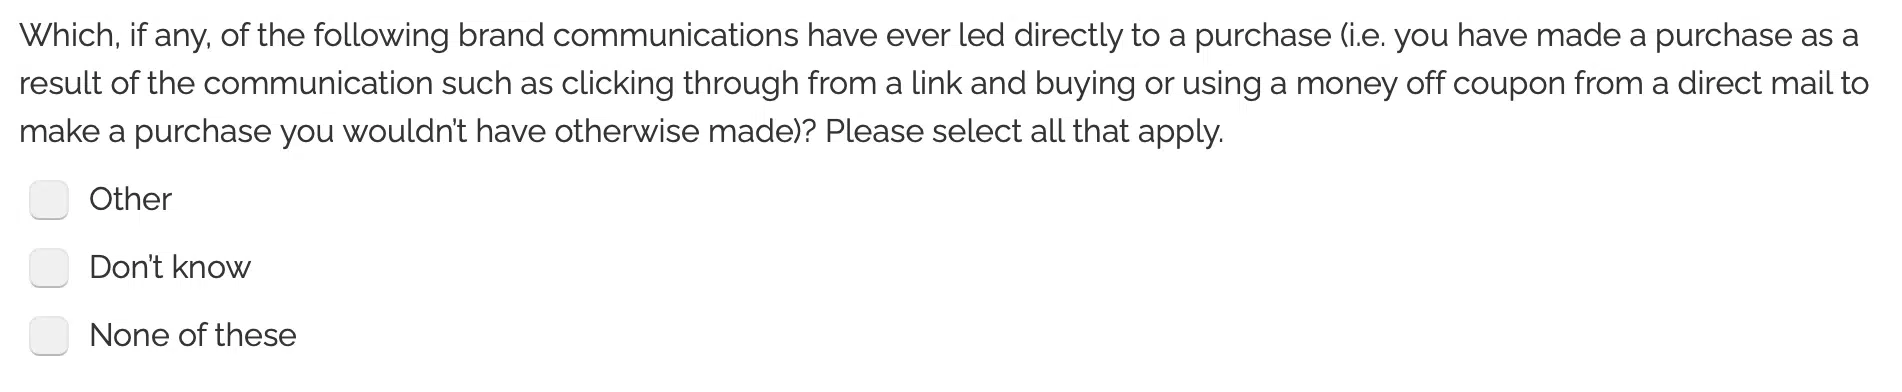 Which, if any, of the following brand communications have ever led directly to a purchase (i.e. you have made a purchase as a
result of the communication such as clicking through from a link and buying or using a money off coupon from a direct mail to
make a purchase you wouldn't have otherwise made)? Please select all that apply.
Other
Don't know
None of these